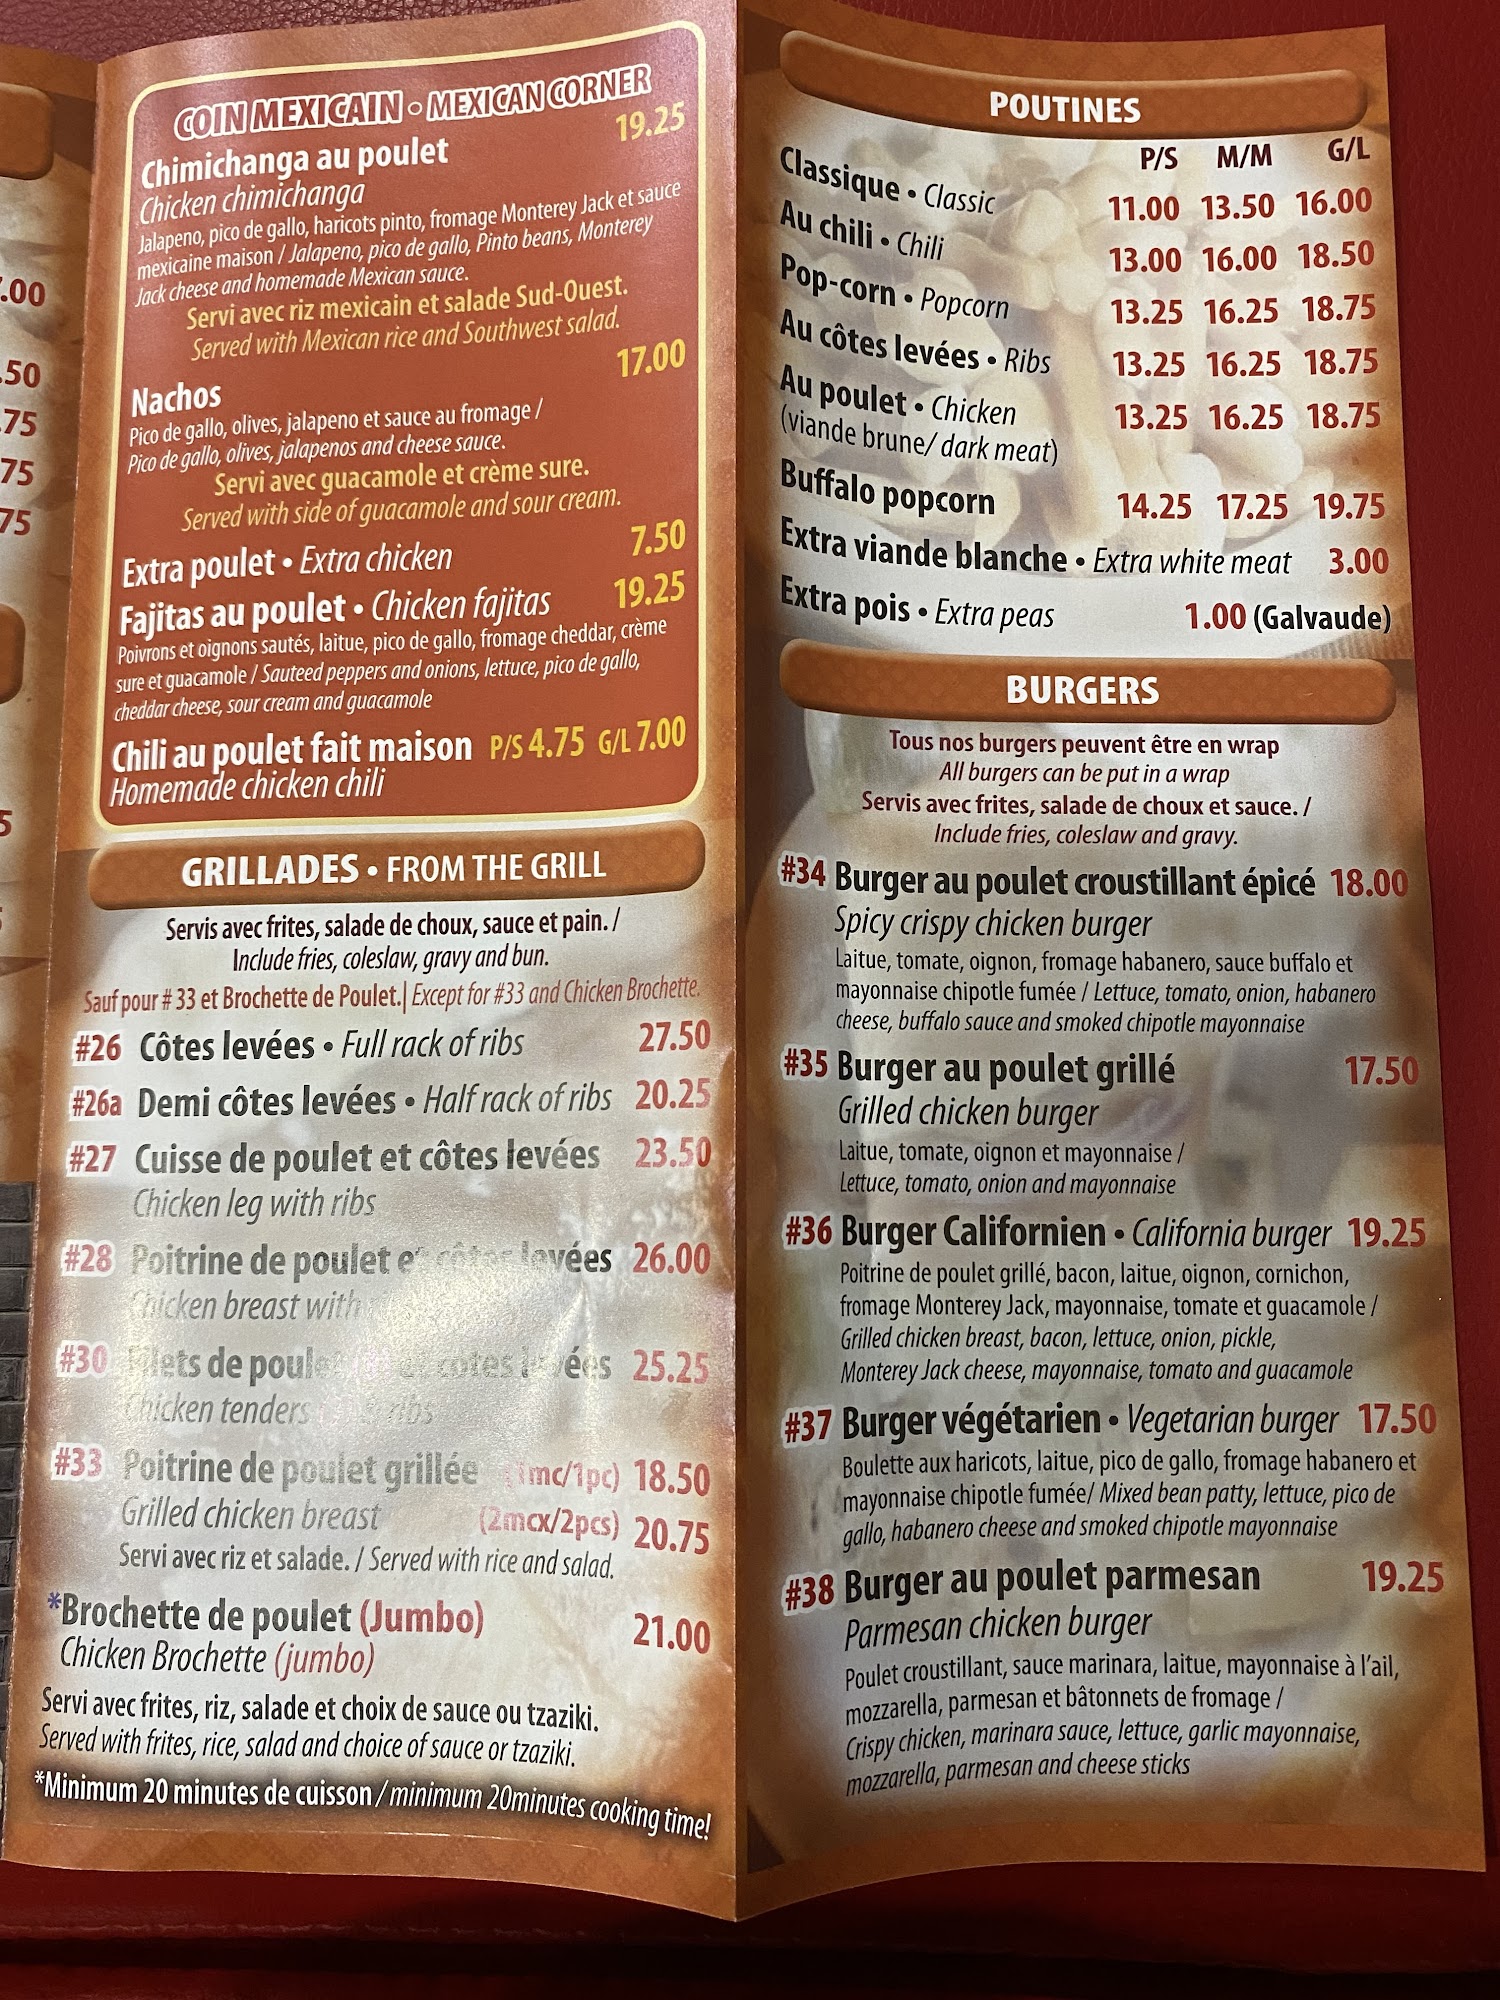 .00
.50
.75
75
75
5
COIN MEXICAIN ○ MEXICAN CORNER
Chimichanga au poulet 19.25
Chicken chimichanga
Jalapeno, pico de gallo, haricots pinto, fromage Monterey Jack et sauce
mexicaine maison / Jalapeno, pico de gallo, Pinto beans, Monterey
Jack cheese and homemade Mexican sauce.
Servi avec riz mexicain et salade Sud-Ouest.
Served with Mexican rice and Southwest salad.
Nachos 17.00
Pico de gallo, olives, jalapeno et sauce au fromage /
Pico de gallo, olives, jalapenos and cheese sauce.
Servi avec guacamole et crème sure.
Served with side of guacamole and sour cream.
Extra poulet • Extra chicken 7.50
Fajitas au poulet • Chicken fajitas 19.25
Poivrons et oignons sautés, laitue, pico de gallo, fromage cheddar, crème
sure et guacamole / Sauteed peppers and onions, lettuce, pico de gallo,
cheddar cheese, sour cream and guacamole
Chili au poulet fait maison P/S 4.75 G/L 7.00
Homemade chicken chili
GRILLADES • FROM THE GRILL
Servis avec frites, salade de choux, sauce et pain. /
Include fries, coleslaw, gravy and bun.
Sauf pour # 33 et Brochette de Poulet.| Except for #33 and Chicken Brochette.
#26 Côtes levées • Full rack of ribs 27.50
#26a Demi côtes levées • Half rack of ribs 20.25
#27 Cuisse de poulet et côtes levées 23.50
Chicken leg with ribs
#28 Poitrine de poulet et côtes levées 26.00
Chicken breast with
#30 Filets de poulet et côtes levées 25.25
Chicken tenders ribs
#33 Poitrine de poulet grillée (1mc/1pc) 18.50
Grilled chicken breast (2mcx/2pcs) 20.75
Servi avec riz et salade. / Served with rice and salad.
*Brochette de poulet (Jumbo) 21.00
Chicken Brochette (jumbo)
Servi avec frites, riz, salade et choix de sauce ou tzaziki.
Served with frites, rice, salad and choice of sauce or tzaziki.
*Minimum 20 minutes de cuisson / minimum 20minutes cooking time!
POUTINES
P/S M/M G/L
Classique • Classic 11.00 13.50 16.00
Au chili • Chili 13.00 16.00 18.50
Pop-corn • Popcorn 13.25 16.25 18.75
Au côtes levées • Ribs 13.25 16.25 18.75
Au poulet • Chicken 13.25 16.25 18.75
(viande brune/ dark meat)
Buffalo popcorn 14.25 17.25 19.75
Extra viande blanche • Extra white meat 3.00
Extra pois • Extra peas 1.00 (Galvaude)
BURGERS
Tous nos burgers peuvent être en wrap
All burgers can be put in a wrap
Servis avec frites, salade de choux et sauce. /
Include fries, coleslaw and gravy.
#34 Burger au poulet croustillant épicé 18.00
Spicy crispy chicken burger
Laitue, tomate, oignon, fromage habanero, sauce buffalo et
mayonnaise chipotle fumée / Lettuce, tomato, onion, habanero
cheese, buffalo sauce and smoked chipotle mayonnaise
#35 Burger au poulet grillé 17.50
Grilled chicken burger
Laitue, tomate, oignon et mayonnaise /
Lettuce, tomato, onion and mayonnaise
#36 Burger Californien • California burger 19.25
Poitrine de poulet grillé, bacon, laitue, oignon, cornichon,
fromage Monterey Jack, mayonnaise, tomate et guacamole /
Grilled chicken breast, bacon, lettuce, onion, pickle,
Monterey Jack cheese, mayonnaise, tomato and guacamole
#37 Burger végétarien • Vegetarian burger 17.50
Boulette aux haricots, laitue, pico de gallo, fromage habanero et
mayonnaise chipotle fumée/ Mixed bean patty, lettuce, pico de
gallo, habanero cheese and smoked chipotle mayonnaise
#38 Burger au poulet parmesan 19.25
Parmesan chicken burger
Poulet croustillant, sauce marinara, laitue, mayonnaise à l'ail,
mozzarella, parmesan et bâtonnets de fromage /
Crispy chicken, marinara sauce, lettuce, garlic mayonnaise,
mozzarella, parmesan and cheese sticks